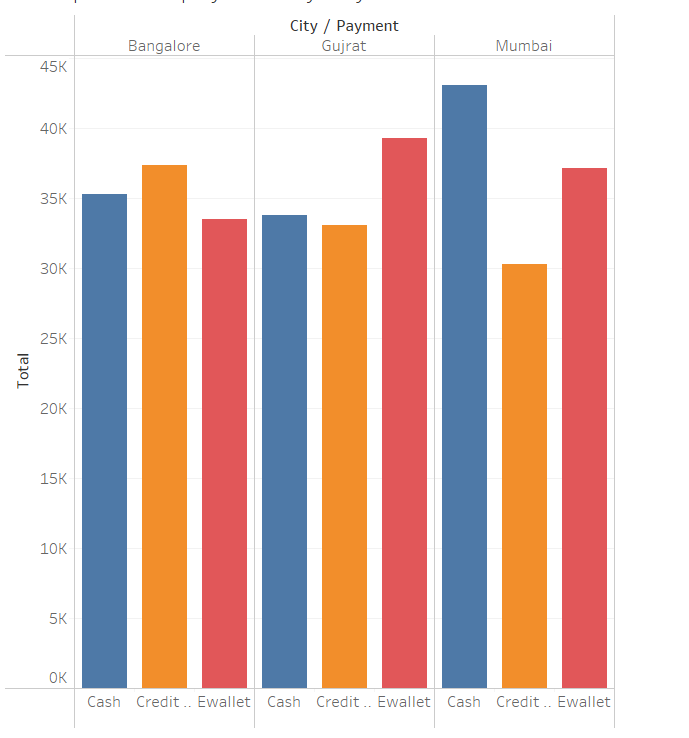 City / Payment
Bangalore Gujrat Mumbai
45K
40K
35K
30K
25K
20K
15K
10K
5K
0K
Total
Cash Credit .. Ewallet Cash Credit .. Ewallet Cash Credit .. Ewallet